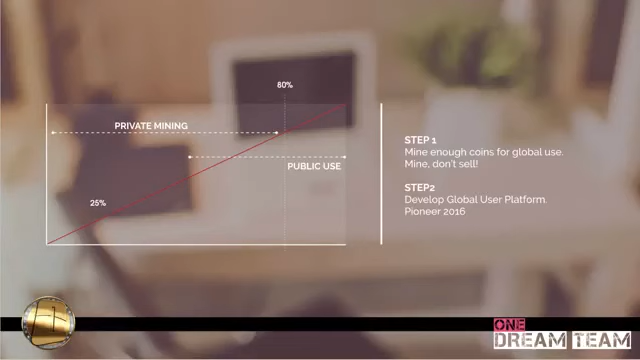 80%
PRIVATE MINING
PUBLIC USE
25%
STEP 1
Mine enough coins for global use.
Mine, don't sell!
STEP2
Develop Global User Platform.
Pioneer 2016
ONE
DREAM TEAM